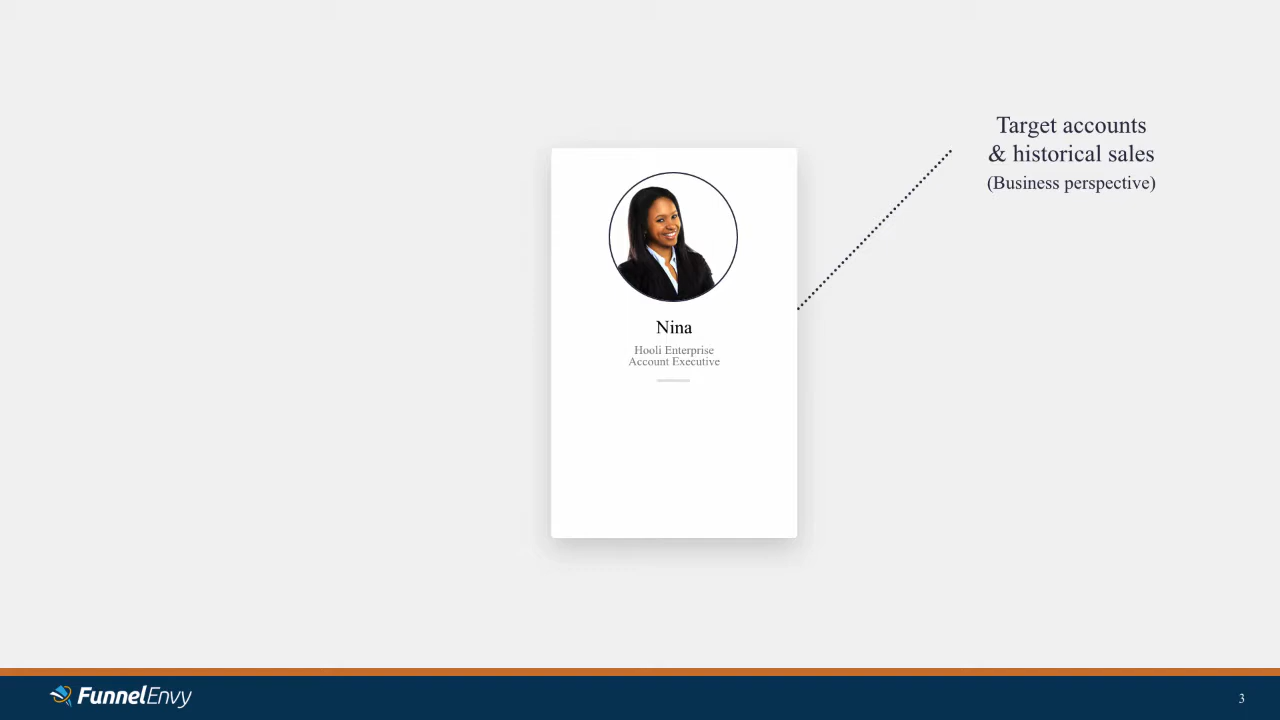 Target accounts
& historical sales
(Business perspective)
Nina
Hooli Enterprise
Account Executive
FunnelEnvy
3